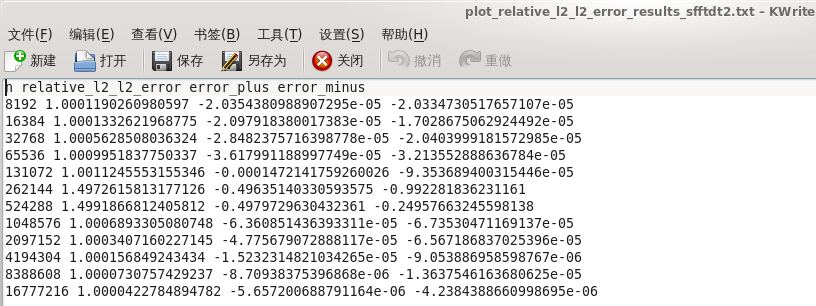 plot_relative_l2_l2_error_results_sfftdt2.txt – KWrite
文件(F) 编辑(E) 查看(V) 书签(B) 工具(T) 设置(S) 帮助(H)
新建 打开 保存 另存为 关闭 撤消 重做
n relative_l2_l2_error error_plus error_minus
8192 1.0001190260980597 -2.0354380988907295e-05 -2.0334730517657107e-05
16384 1.0001332621968775 -2.097918380017383e-05 -1.7028675062924492e-05
32768 1.0005628508036324 -2.8482375716398778e-05 -2.0403999181572985e-05
65536 1.0009951837750337 -3.617991188997749e-05 -3.213552888636784e-05
131072 1.0011245553155346 -0.0001472141759260026 -9.353689400315446e-05
262144 1.4972615813177126 -0.49635140330593575 -0.992281836231161
524288 1.4991866812405812 -0.4979729630432361 -0.24957663245598138
1048576 1.0006893305080748 -6.360851436393311e-05 -6.73530471169137e-05
2097152 1.0003407160227145 -4.775679072888117e-05 -6.567186837025396e-05
4194304 1.000156849243434 -1.5232314821034265e-05 -9.053886958598767e-06
8388608 1.0000730757429237 -8.70938375396868e-06 -1.3637546163680625e-05
16777216 1.0000422784894782 -5.657200688791164e-06 -4.2384388660998695e-06